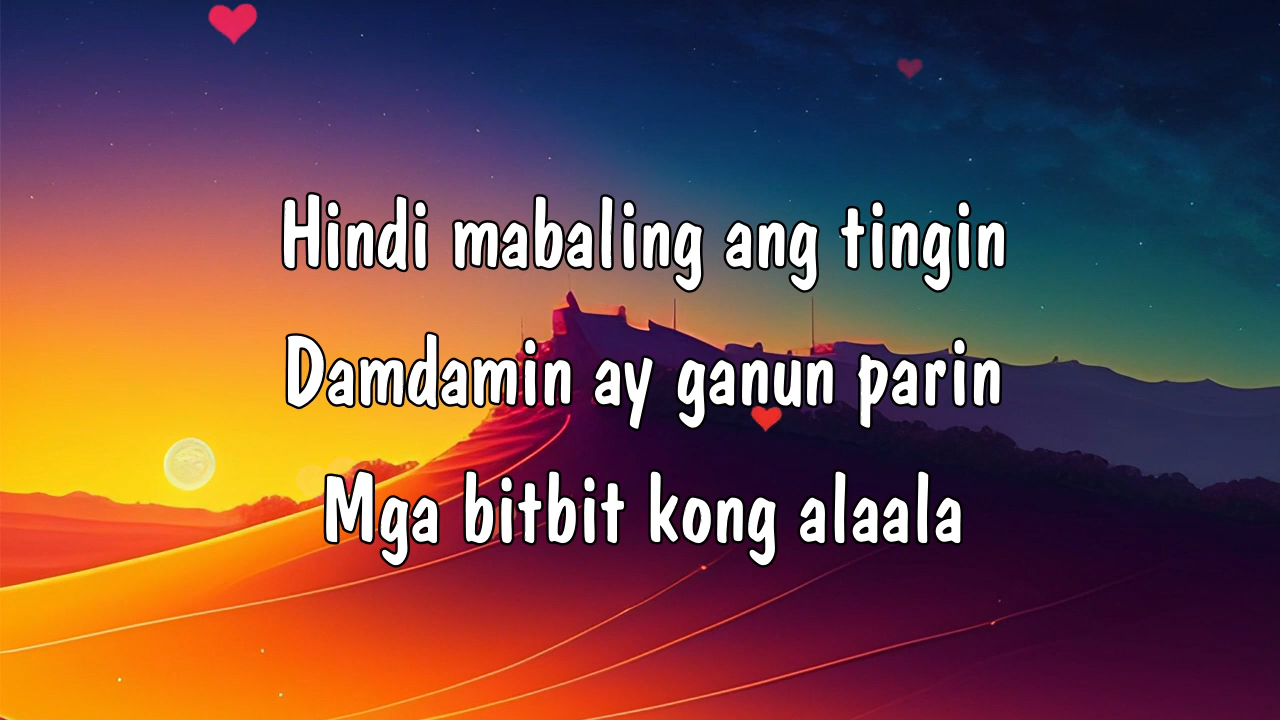 Hindi mabaling ang tingin
Damdamin ay ganun parin
Mga bitbit kong alaala